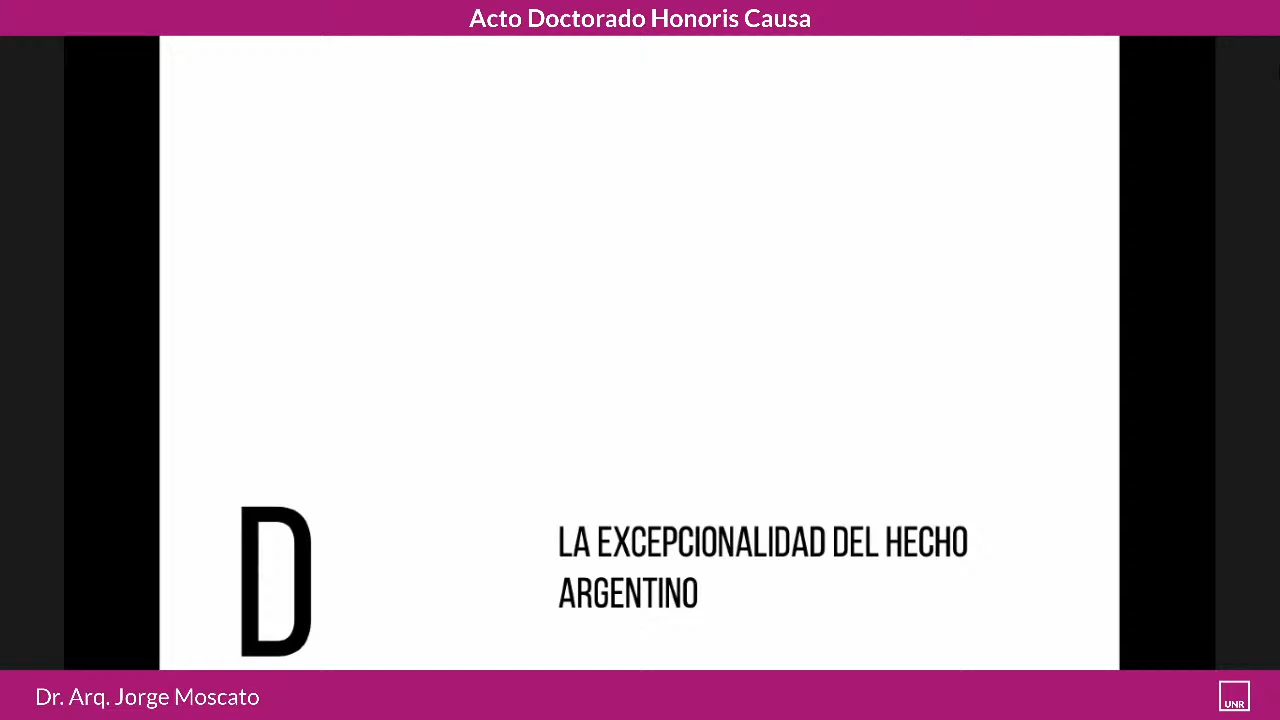 Acto Doctorado Honoris Causa
D
LA EXCEPCIONALIDAD DEL HECHO
ARGENTINO
Dr. Arq. Jorge Moscato
UNR